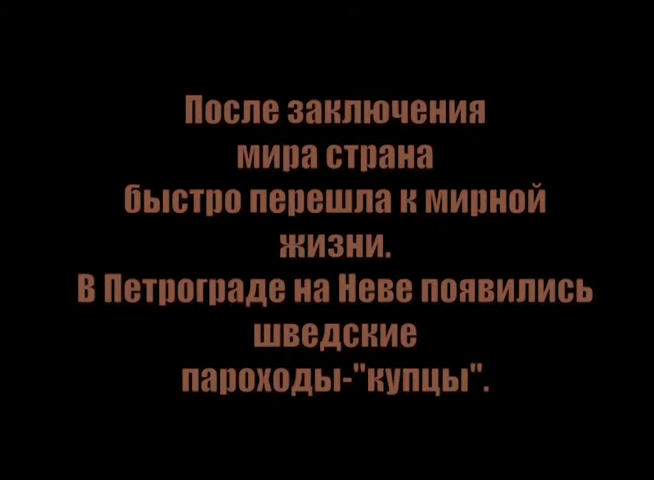 После заключения
мира страна
быстро перешла к мирной
жизни.
В Петрограде на Неве появились
шведские
пароходы-"купцы".